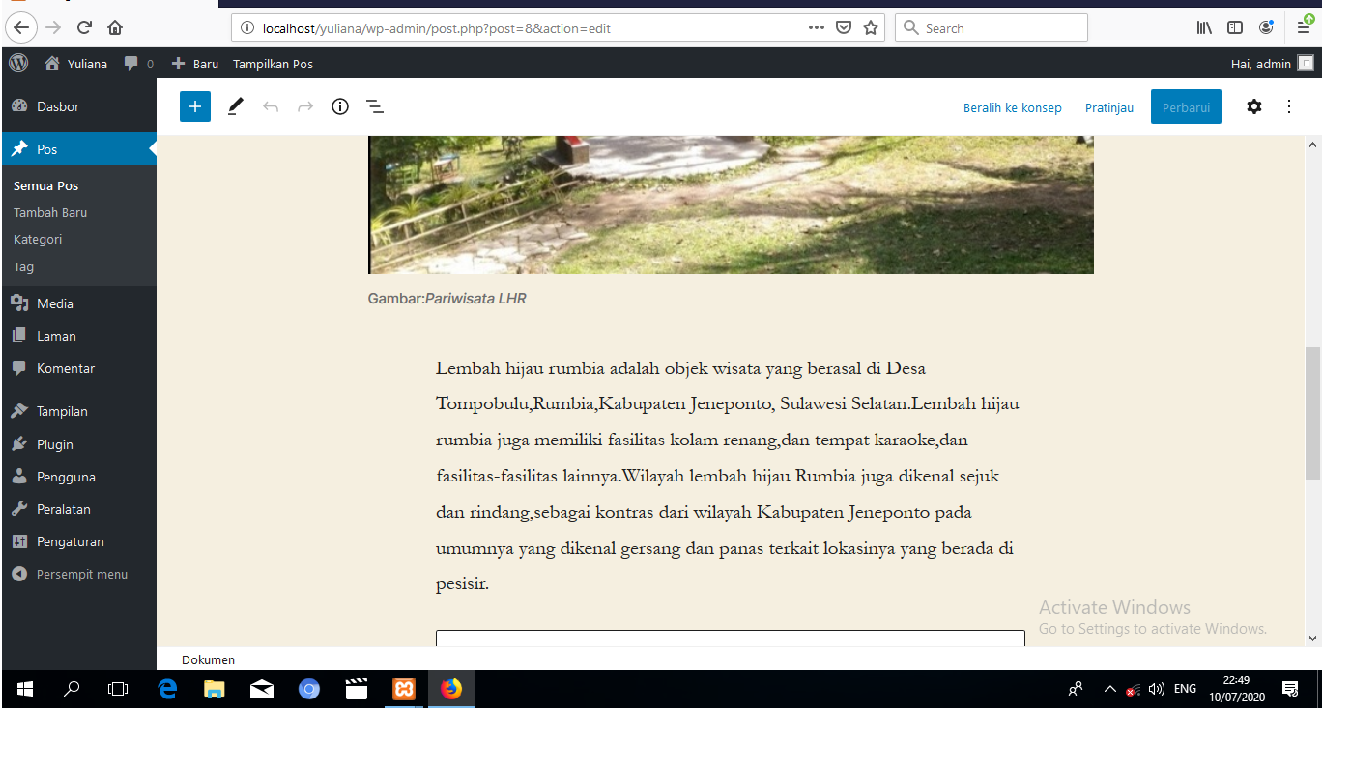 localhost/yuliana/wp-admin/post.php?post=8&action=edit
Search
Yuliana
0
Baru
Tampilkan Pos
Hai, admin
Dasbor
Pos
Semua Pos
Tambah Baru
Kategori
Tag
Media
Laman
Komentar
Tampilan
Plugin
Pengguna
Peralatan
Pengaturan
Persempit menu
Beralih ke konsep
Pratinjau
Perbarui
Gambar:Pariwisata LHR
Lembah hijau rumbia adalah objek wisata yang berasal di Desa
Tompobulu,Rumbia,Kabupaten Jeneponto, Sulawesi Selatan.Lembah hijau
rumbia juga memiliki fasilitas kolam renang,dan tempat karaoke,dan
fasilitas-fasilitas lainnya.Wilayah lembah hijau Rumbia juga dikenal sejuk
dan rindang,sebagai kontras dari wilayah Kabupaten Jeneponto pada
umumnya yang dikenal gersang dan panas terkait lokasinya yang berada di
pesisir.
Activate Windows
Go to Settings to activate Windows.
Dokumen
ENG
22:49
10/07/2020